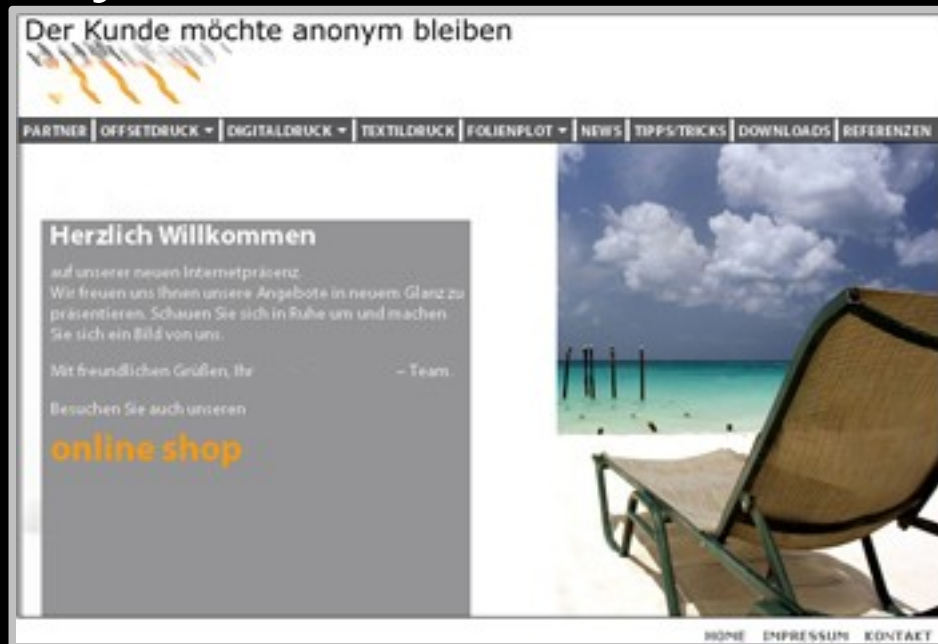 Der Kunde möchte anonym bleiben
PARTNER OFFSETDRUCK DIGITALDRUCK TEXTILDRUCK FOLIENPLOT NEWS TIPPS/TRICKS DOWNLOADS REFERENZEN
Herzlich Willkommen
auf unserer neuen Internetpräsenz.
Wir freuen uns Ihnen unsere Angebote in neuem Glanz zu
präsentieren. Schauen Sie sich in Ruhe um und machen
Sie sich ein Bild von uns.
Mit freundlichen Grüßen, Ihr – Team.
Besuchen Sie auch unseren
online shop
HOME IMPRESSUM KONTAKT